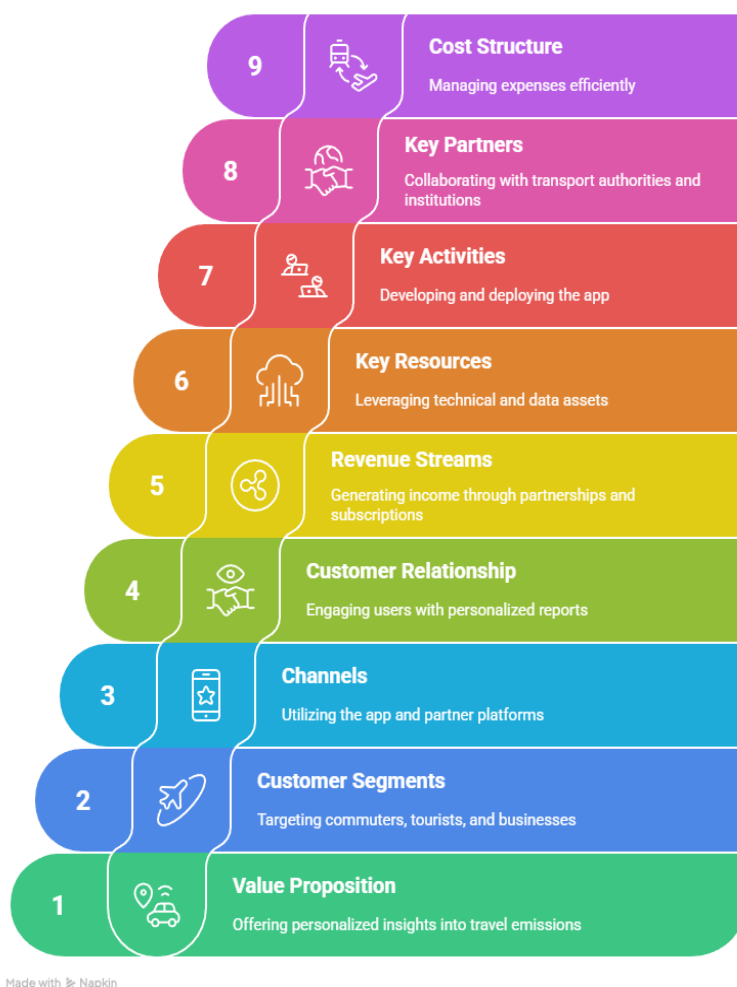 9
Cost Structure
Managing expenses efficiently
8
Key Partners
Collaborating with transport authorities and
institutions
7
Key Activities
Developing and deploying the app
6
Key Resources
Leveraging technical and data assets
5
Revenue Streams
Generating income through partnerships and
subscriptions
4
Customer Relationship
Engaging users with personalized reports
3
Channels
Utilizing the app and partner platforms
2
Customer Segments
Targeting commuters, tourists, and businesses
1
Value Proposition
Offering personalized insights into travel emissions
Made with Napkin